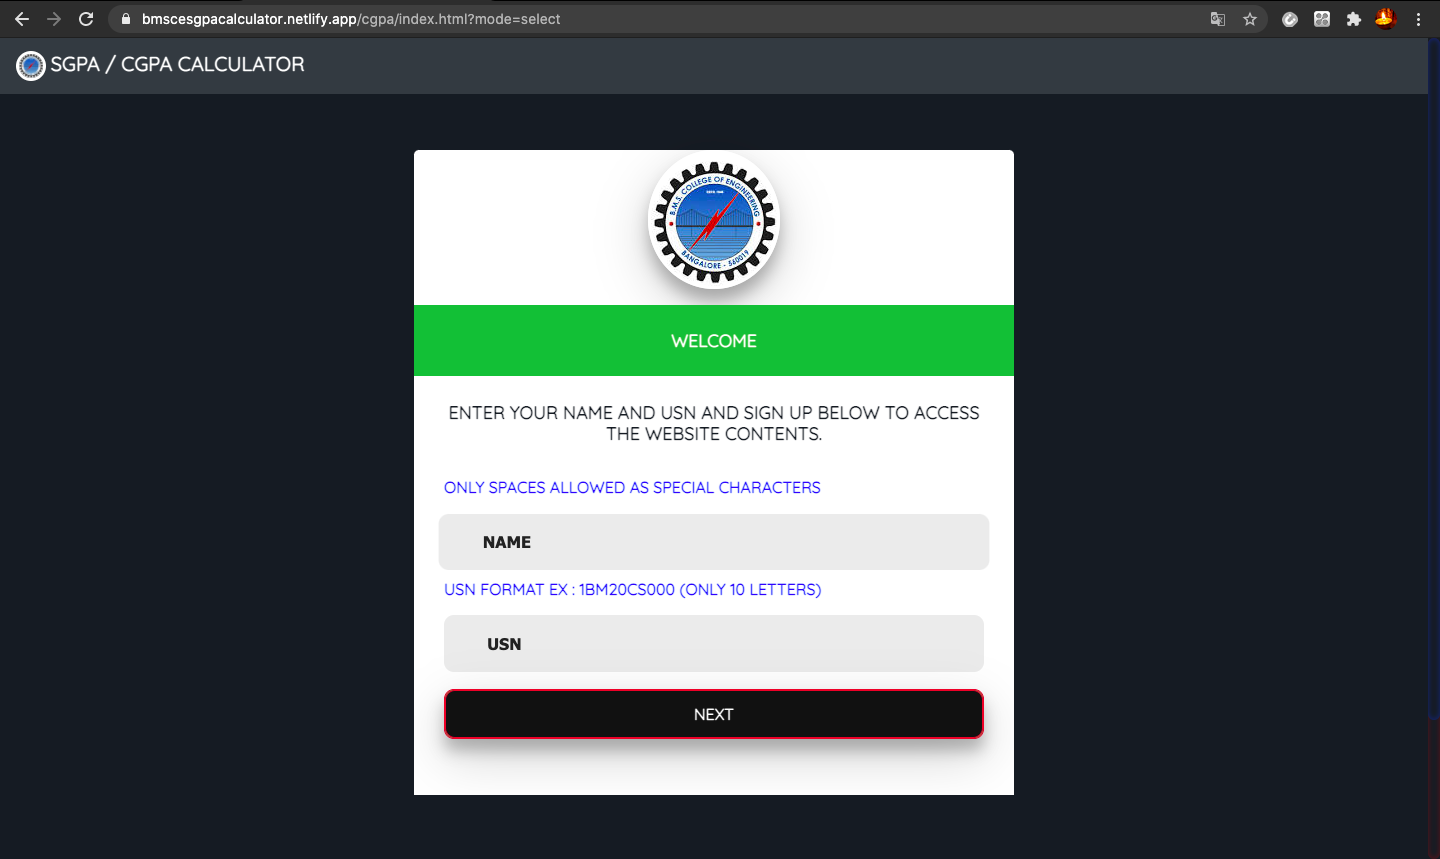 bmscesgpacalculator.netlify.app/cgpa/index.html?mode=select
SGPA / CGPA CALCULATOR
B.M.S. COLLEGE OF ENGINEERING
BANGALORE - 560019
WELCOME
ENTER YOUR NAME AND USN AND SIGN UP BELOW TO ACCESS
THE WEBSITE CONTENTS.
ONLY SPACES ALLOWED AS SPECIAL CHARACTERS
NAME
USN FORMAT EX : 1BM20CS000 (ONLY 10 LETTERS)
USN
NEXT